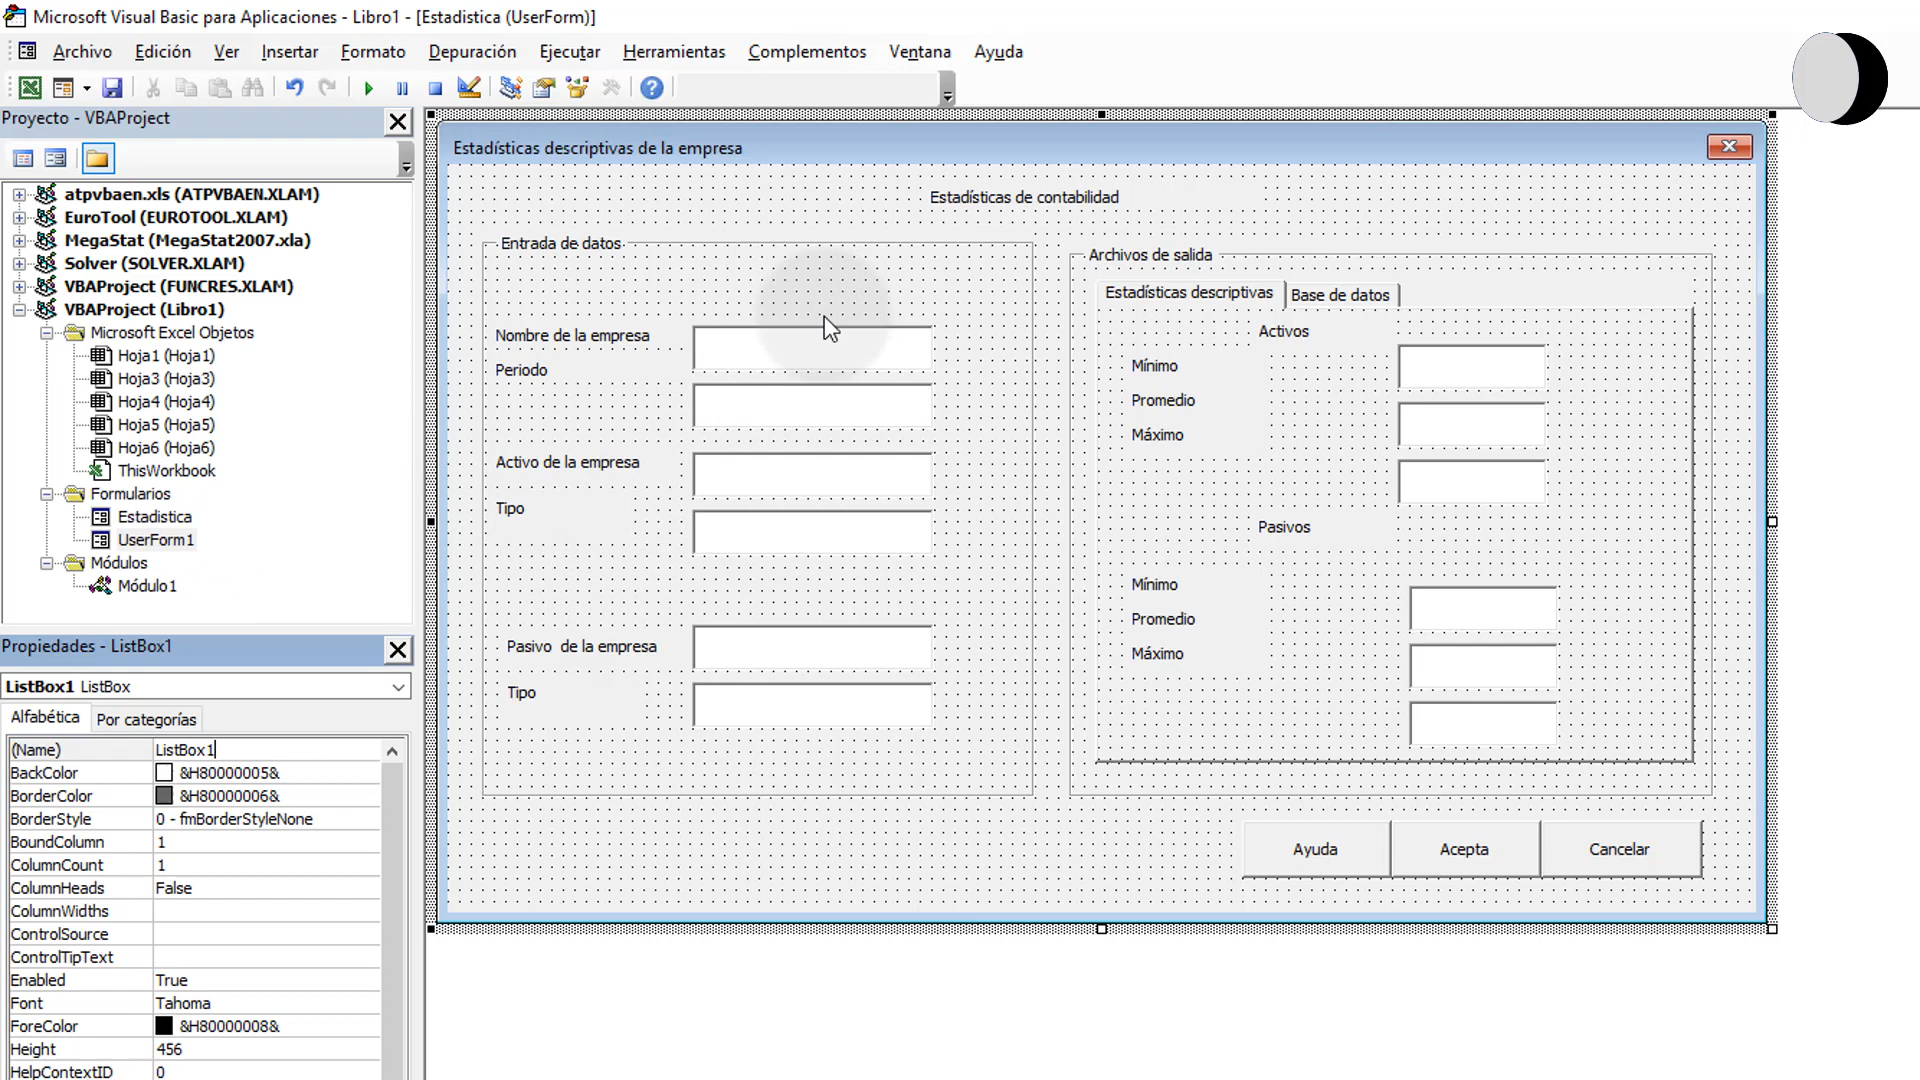 Microsoft Visual Basic para Aplicaciones - Libro1 - [Estadistica (UserForm)]
Archivo Edición Ver Insertar Formato Depuración Ejecutar Herramientas Complementos Ventana Ayuda
Proyecto - VBAProject
atpvbaen.xls (ATPVBAEN.XLAM)
EuroTool (EUROTOOL.XLAM)
MegaStat (MegaStat2007.xla)
Solver (SOLVER.XLAM)
VBAProject (FUNCRES.XLAM)
VBAProject (Libro1)
Microsoft Excel Objetos
Hoja1 (Hoja1)
Hoja3 (Hoja3)
Hoja4 (Hoja4)
Hoja5 (Hoja5)
Hoja6 (Hoja6)
ThisWorkbook
Formularios
Estadistica
UserForm1
Módulos
Módulo1
Propiedades - ListBox1
ListBox1 ListBox
Alfabética Por categorías
(Name) ListBox1
BackColor &H80000005&
BorderColor &H80000006&
BorderStyle 0 - fmBorderStyleNone
BoundColumn 1
ColumnCount 1
ColumnHeads False
ColumnWidths
ControlSource
ControlTipText
Enabled True
Font Tahoma
ForeColor &H80000008&
Height 456
HelpContextID 0
Estadísticas descriptivas de la empresa
Estadísticas de contabilidad
Entrada de datos
Nombre de la empresa
Periodo
Activo de la empresa
Tipo
Pasivo de la empresa
Tipo
Archivos de salida
Estadísticas descriptivas Base de datos
Activos
Mínimo
Promedio
Máximo
Pasivos
Mínimo
Promedio
Máximo
Ayuda Acepta Cancelar